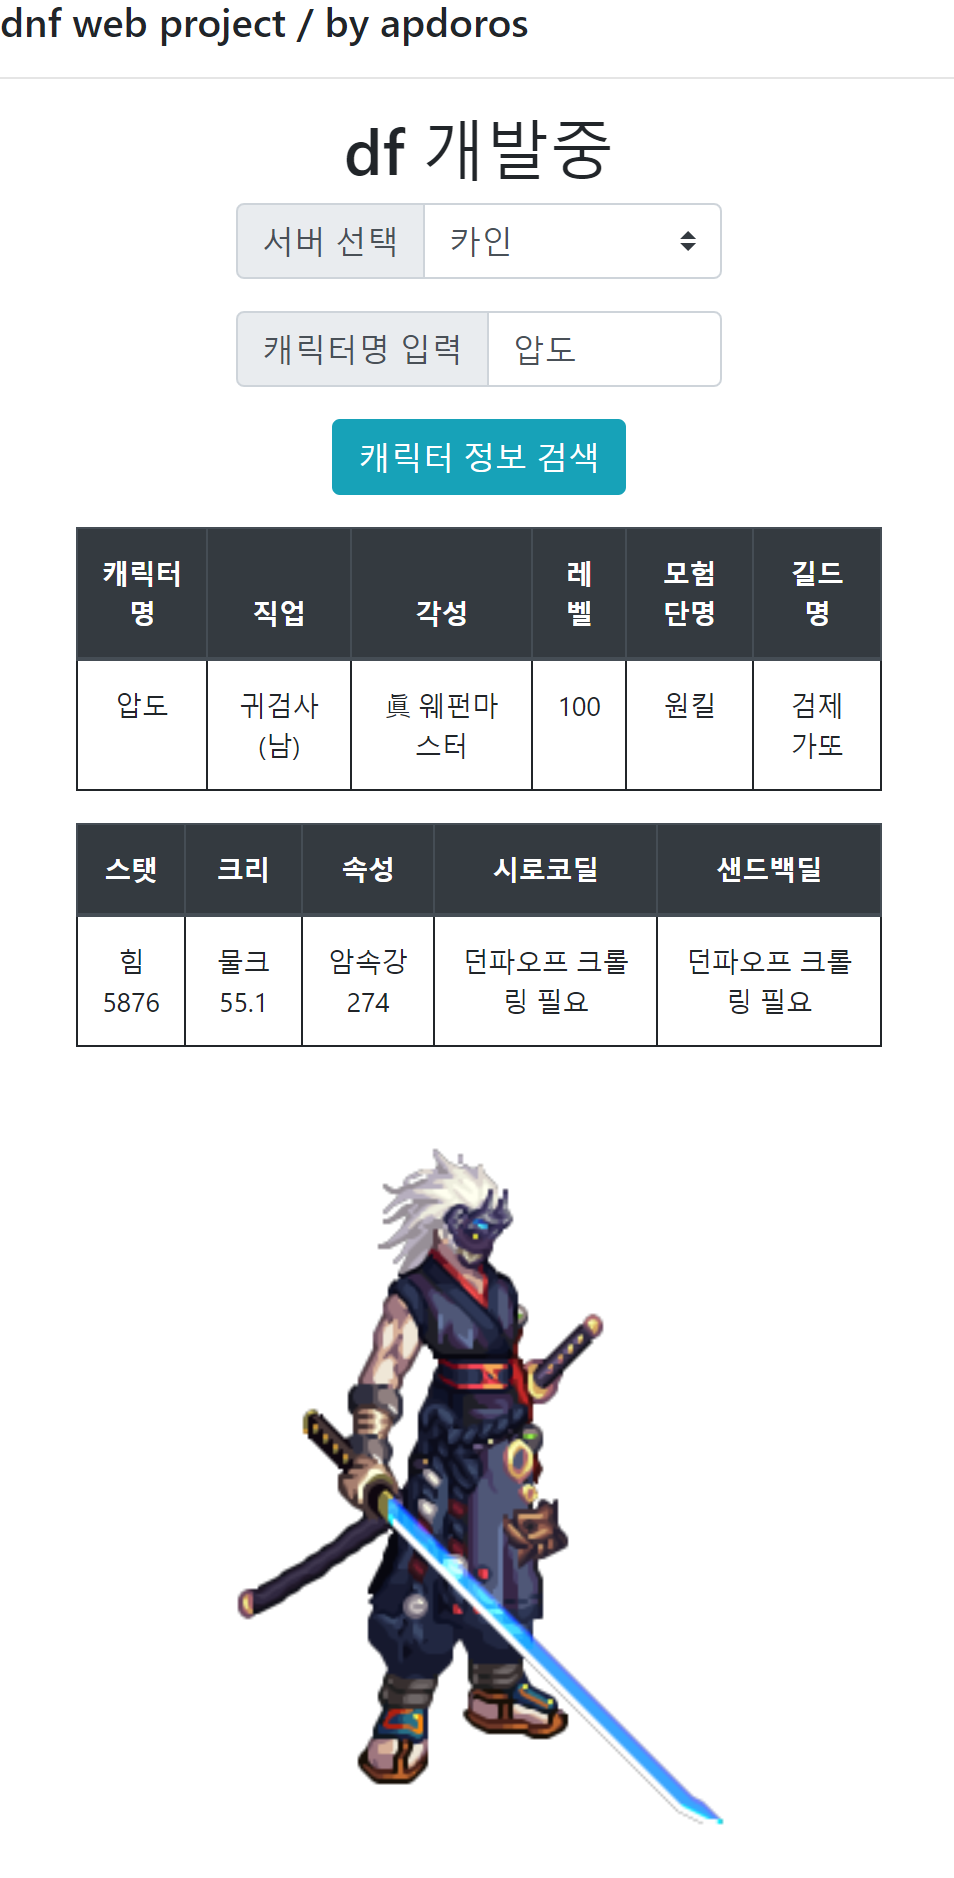 dnf web project / by apdoros
df 개발중
서버 선택 카인
캐릭터명 입력 압도
캐릭터 정보 검색
캐릭터
명
직업
각성
레
벨
모험
단명
길드
명
압도
귀검사
(남)
眞 웨펀마
스터
100
원킬
검제
가또
스탯 크리 속성 시로코딜 샌드백딜
힘
5876
물크
55.1
암속강
274
던파오프 크롤
링 필요
던파오프 크롤
링 필요